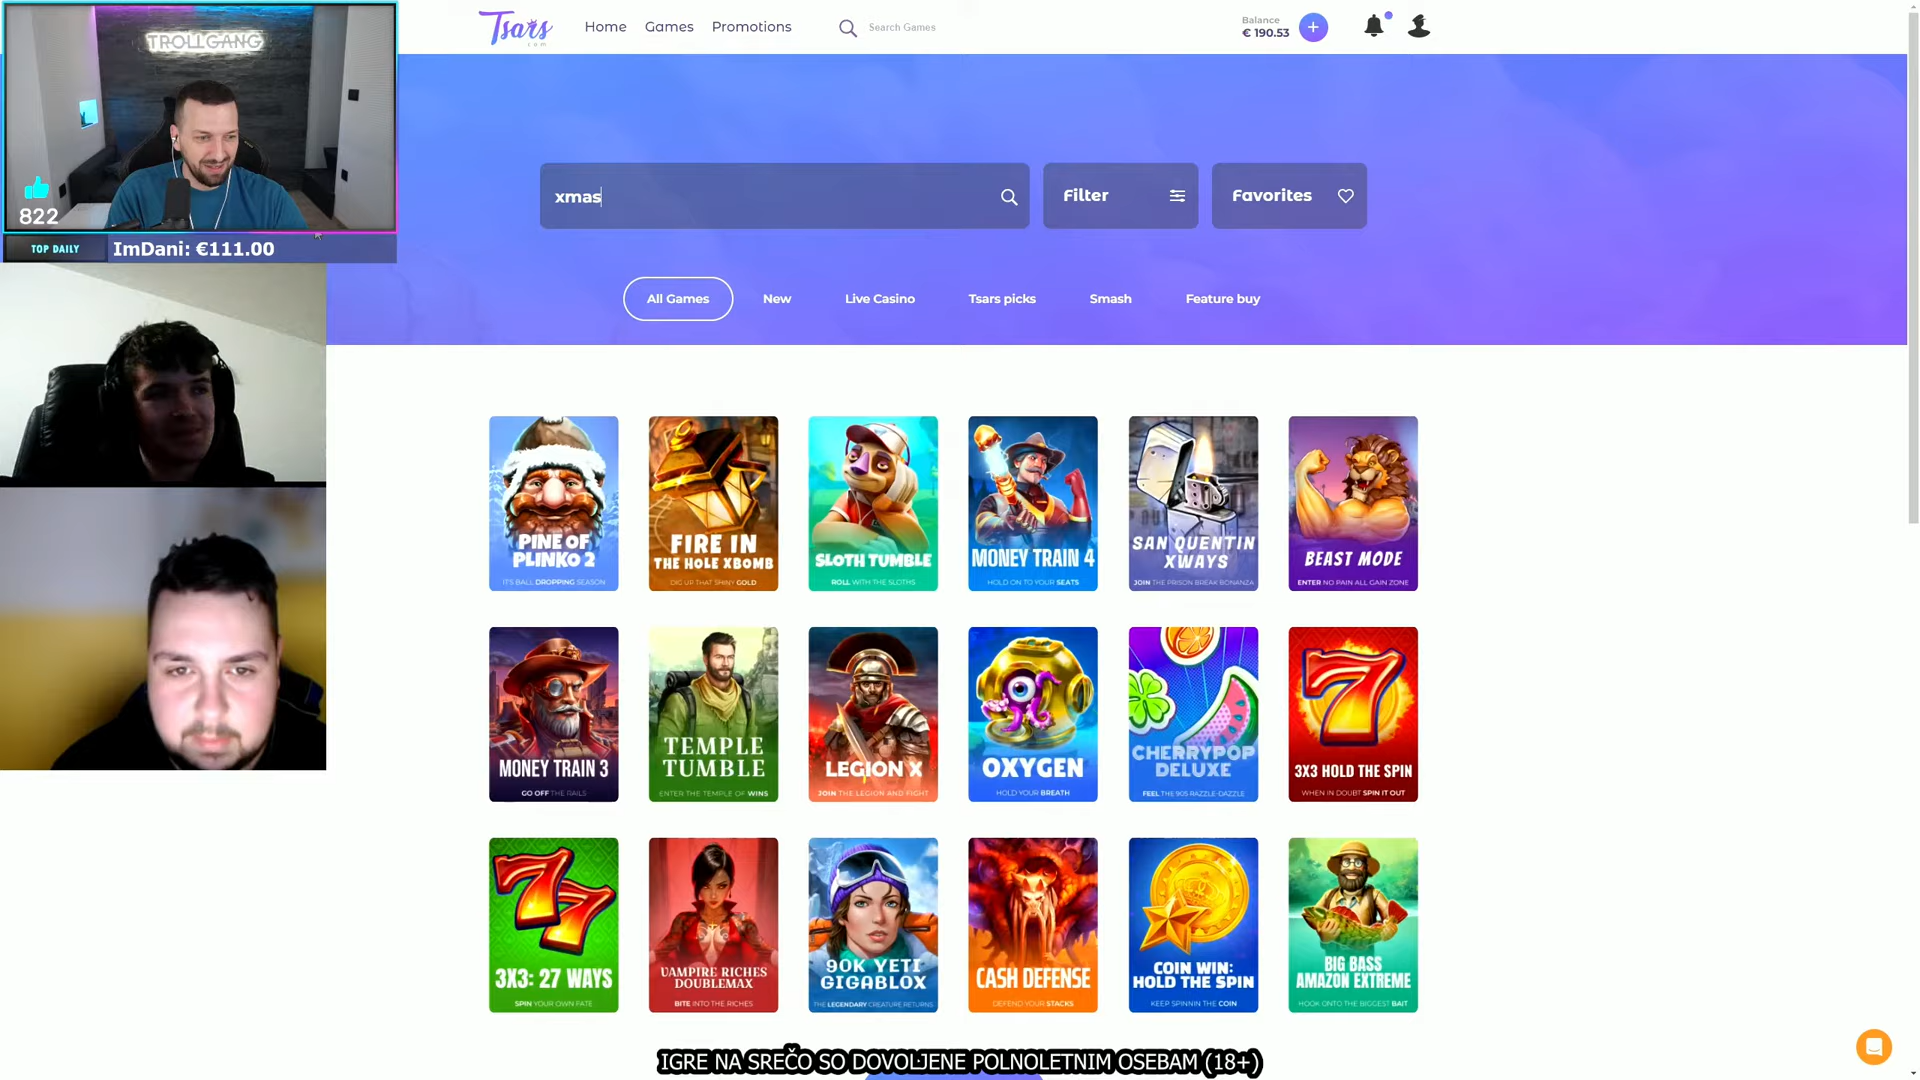 TROLLGANG
822
TOP DAILY
ImDani: €111.00
Tsars
.com
Home
Games
Promotions
Search Games
Balance
€ 190.53
xmas
Filter
Favorites
All Games
New
Live Casino
Tsars picks
Smash
Feature buy
PINE OF
PLINKO 2
IT'S BALL DROPPING SEASON
FIRE IN
THE HOLE XBOMB
DIG UP THAT SHINY GOLD
SLOTH TUMBLE
ROLL WITH THE SLOTHS
MONEY TRAIN 4
HOLD ON TO YOUR SEATS
SAN QUENTIN
XWAYS
JOIN THE PRISON BREAK BONANZA
BEAST MODE
ENTER NO PAIN ALL GAIN ZONE
MONEY TRAIN 3
GO OFF THE RAILS
TEMPLE
TUMBLE
ENTER THE TEMPLE OF WINS
LEGION X
JOIN THE LEGION AND FIGHT
OXYGEN
HOLD YOUR BREATH
CHERRYPOP
DELUXE
FEEL THE 90S RAZZLE-DAZZLE
3X3 HOLD THE SPIN
WHEN IN DOUBT SPIN IT OUT
3X3: 27 WAYS
SPIN YOUR OWN FATE
VAMPIRE RICHES
DOUBLEMAX
BITE INTO THE RICHES
90K YETI
GIGABLOX
THE LEGENDARY CREATURE RETURNS
CASH DEFENSE
DEFEND YOUR STACKS
COIN WIN:
HOLD THE SPIN
KEEP SPINNIN THE COIN
BIG BASS
AMAZON EXTREME
HOOK ONTO THE BIGGEST BAIT
IGRE NA SREČO SO DOVOLJENE POLNOLETNIM OSEBAM (18+)